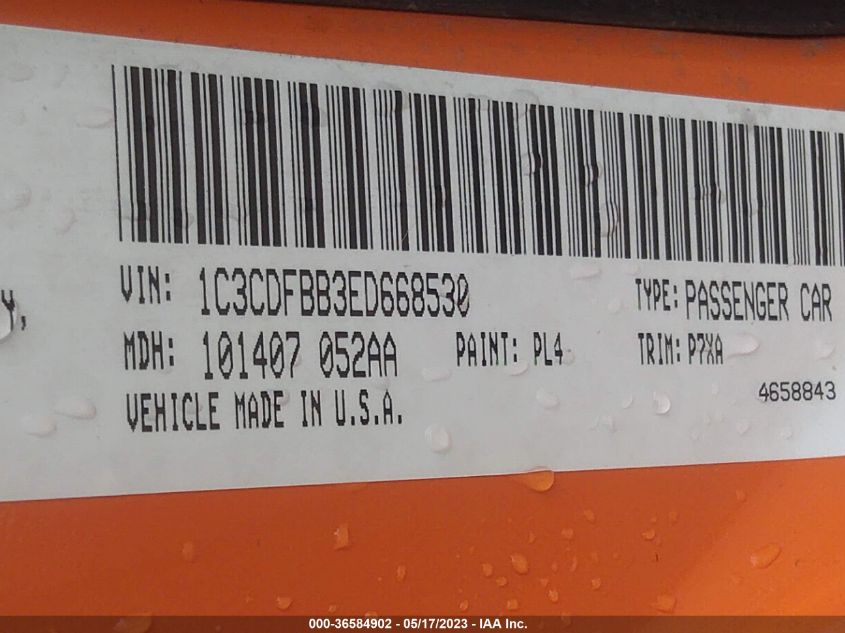 Y,
VIN: 1C3CDFBB3ED668530 TYPE: PASSENGER CAR
MDH: 101407 052AA PAINT: PL4 TRIM: P7XA
4658843
VEHICLE MADE IN U.S.A.
000-36584902 - 05/17/2023 - IAA Inc.